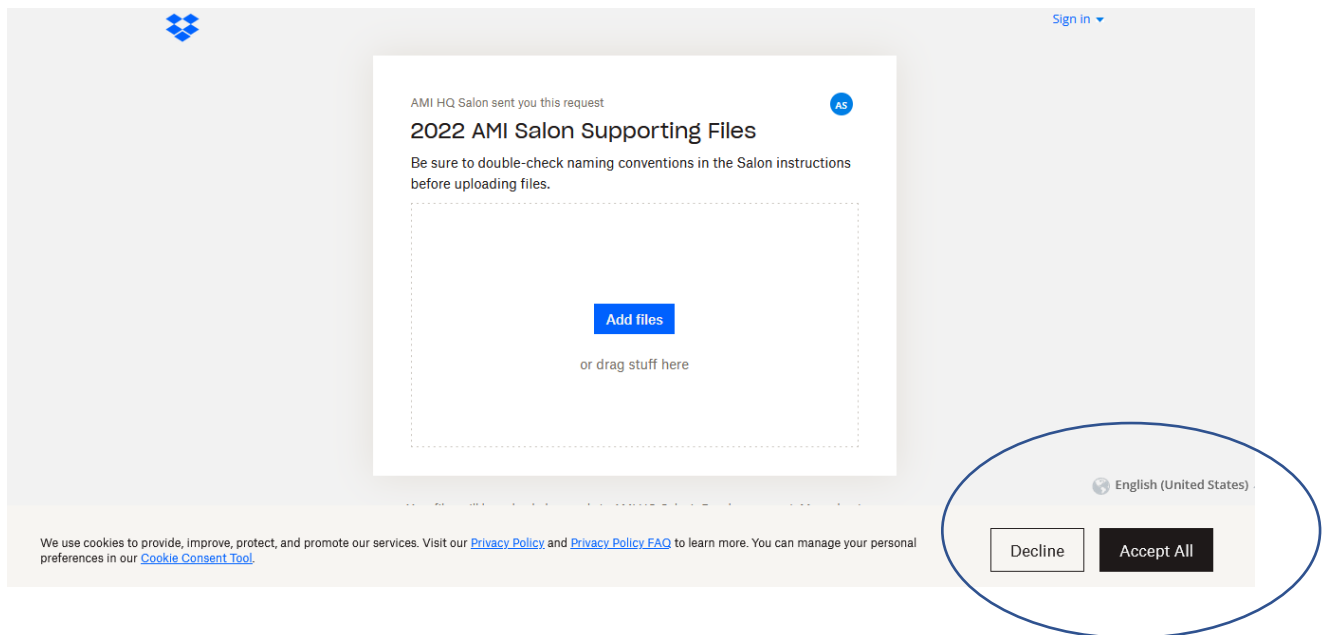 Sign in
AMI HQ Salon sent you this request
AS
2022 AMI Salon Supporting Files
Be sure to double-check naming conventions in the Salon instructions
before uploading files.
Add files
or drag stuff here
English (United States)
We use cookies to provide, improve, protect, and promote our services. Visit our Privacy Policy and Privacy Policy FAQ to learn more. You can manage your personal
preferences in our Cookie Consent Tool.
Decline
Accept All